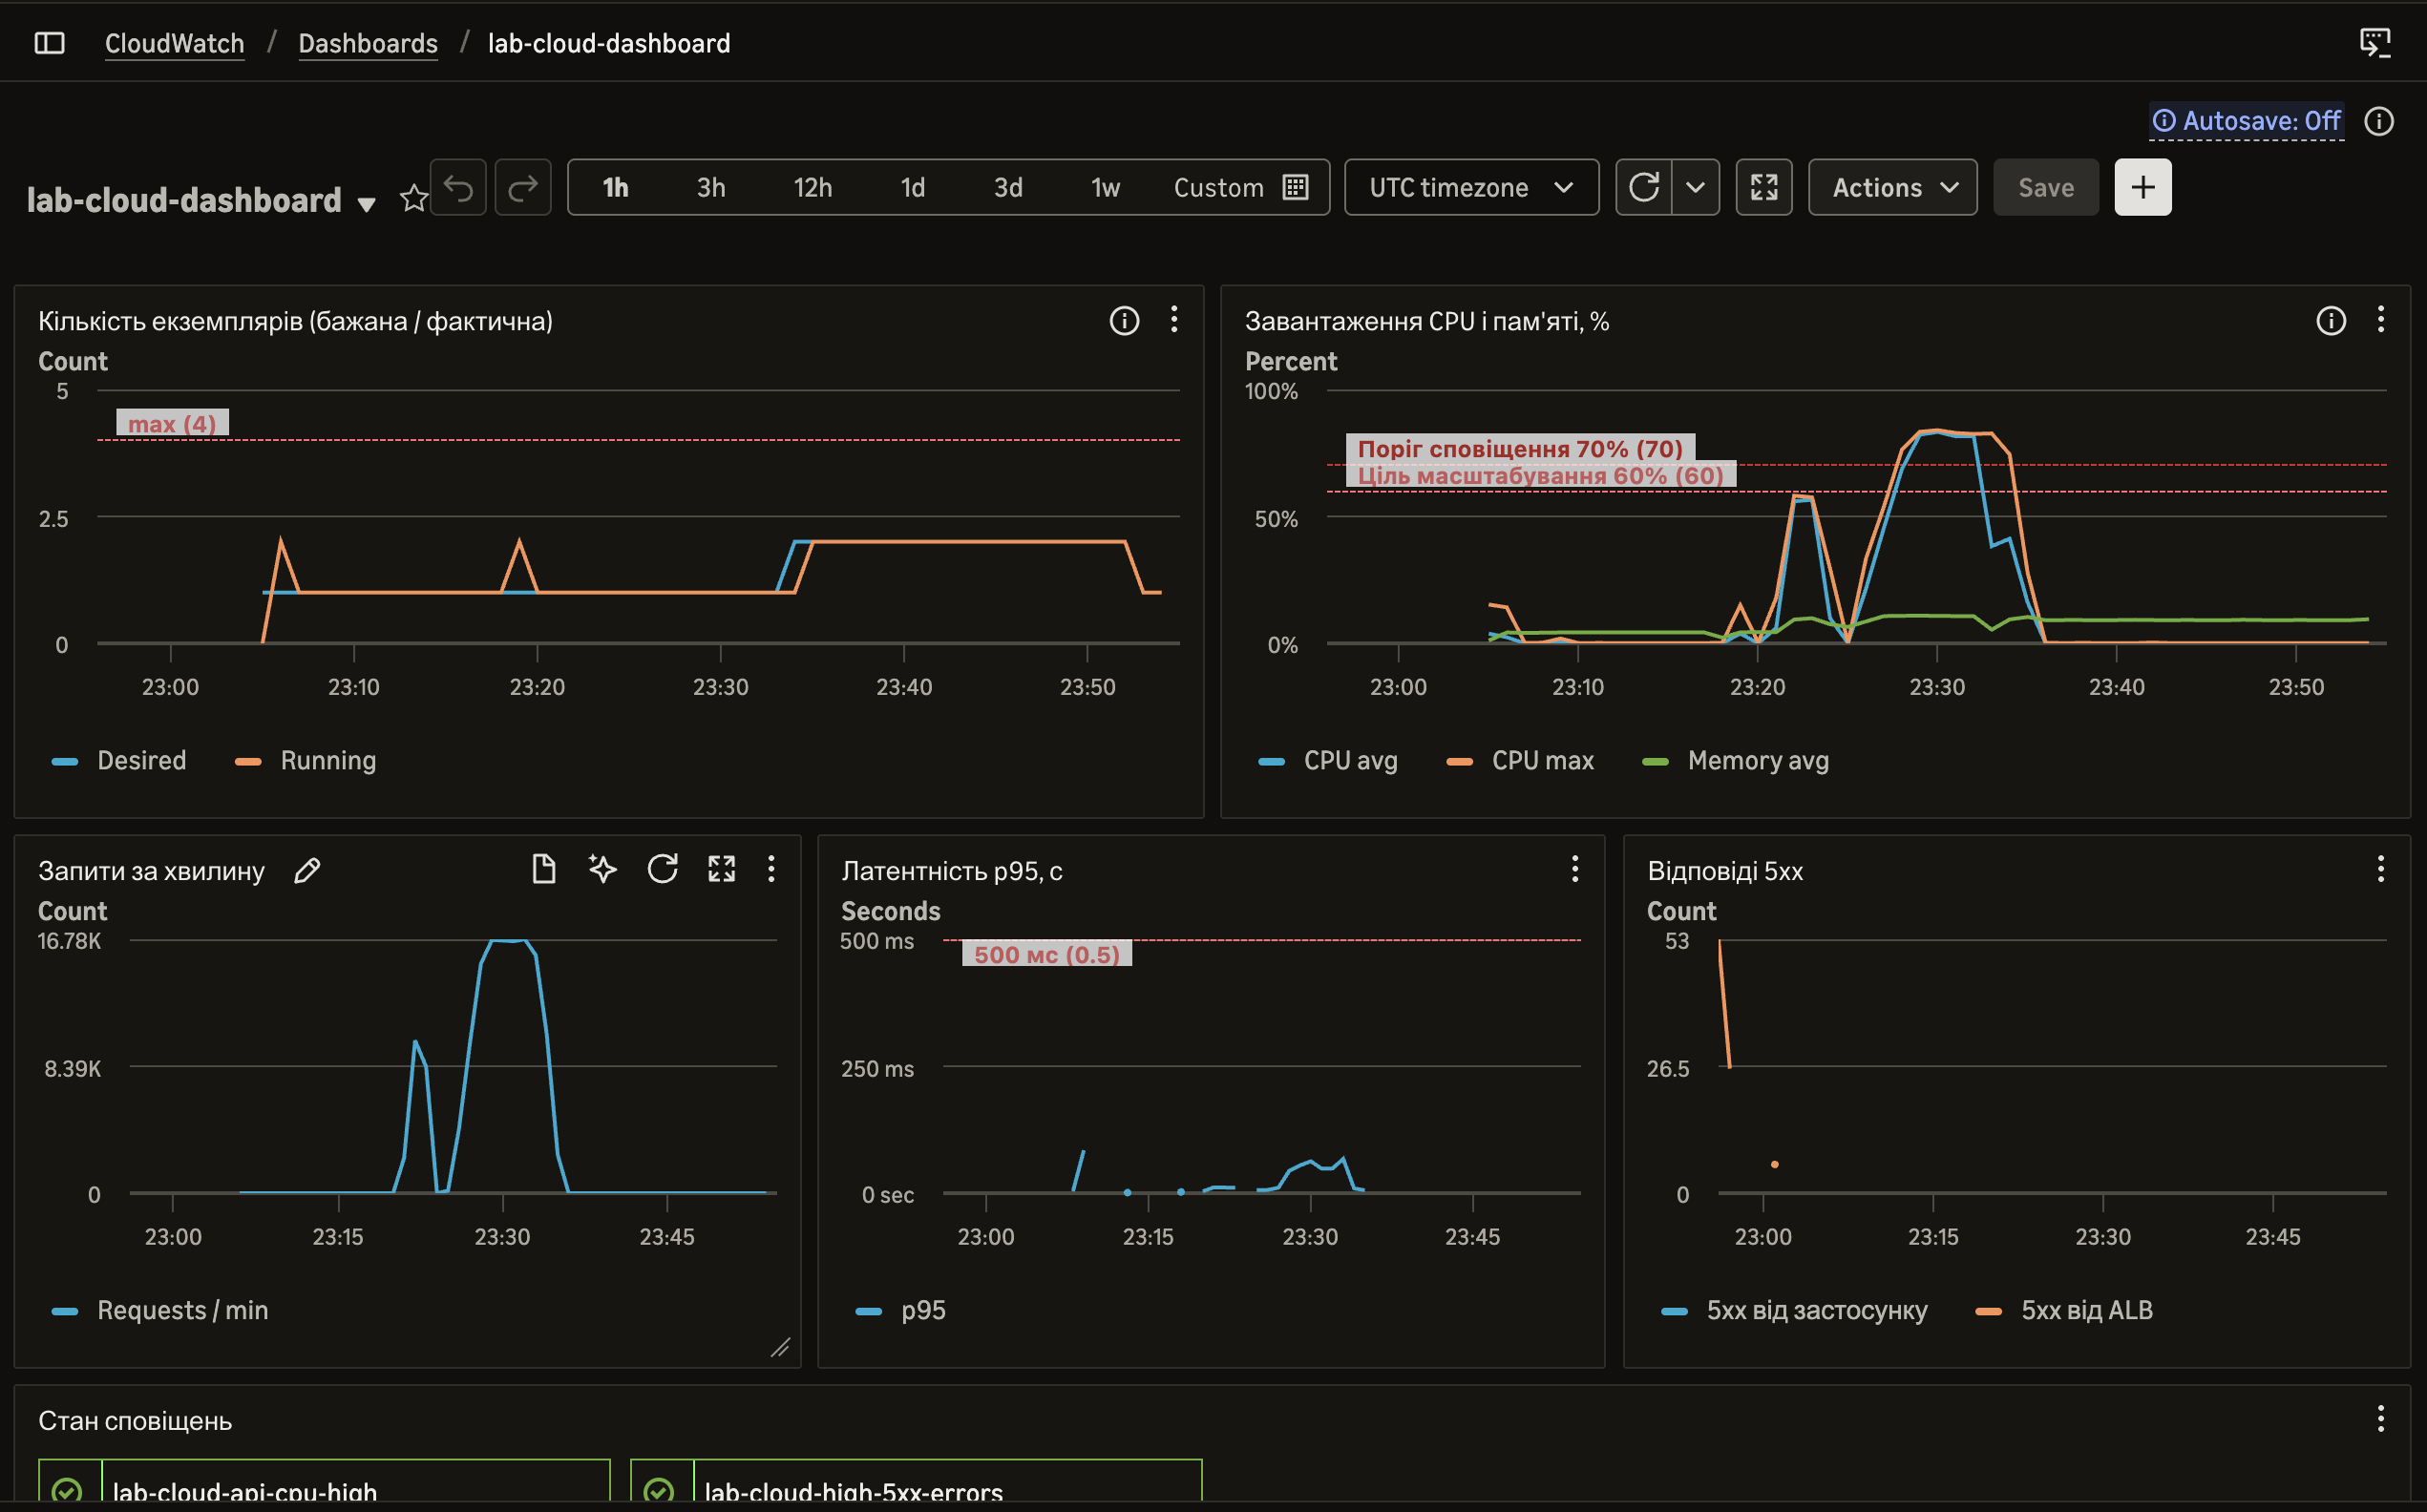 CloudWatch / Dashboards / lab-cloud-dashboard
Autosave: Off
lab-cloud-dashboard
1h 3h 12h 1d 3d 1w Custom UTC timezone Actions Save +
Кількість екземплярів (бажана / фактична)
Count
5
max (4)
2.5
0
23:00 23:10 23:20 23:30 23:40 23:50
Desired Running
Завантаження CPU і пам'яті, %
Percent
100%
Поріг сповіщення 70% (70)
Ціль масштабування 60% (60)
50%
0%
23:00 23:10 23:20 23:30 23:40 23:50
CPU avg CPU max Memory avg
Запити за хвилину
Count
16.78K
8.39K
0
23:00 23:15 23:30 23:45
Requests / min
Латентність p95, с
Seconds
500 ms
500 мс (0.5)
250 ms
0 sec
23:00 23:15 23:30 23:45
p95
Відповіді 5xx
Count
53
26.5
0
23:00 23:15 23:30 23:45
5xx від застосунку 5xx від ALB
Стан сповіщень
lab-cloud-api-cpu-high
lab-cloud-high-5xx-errors